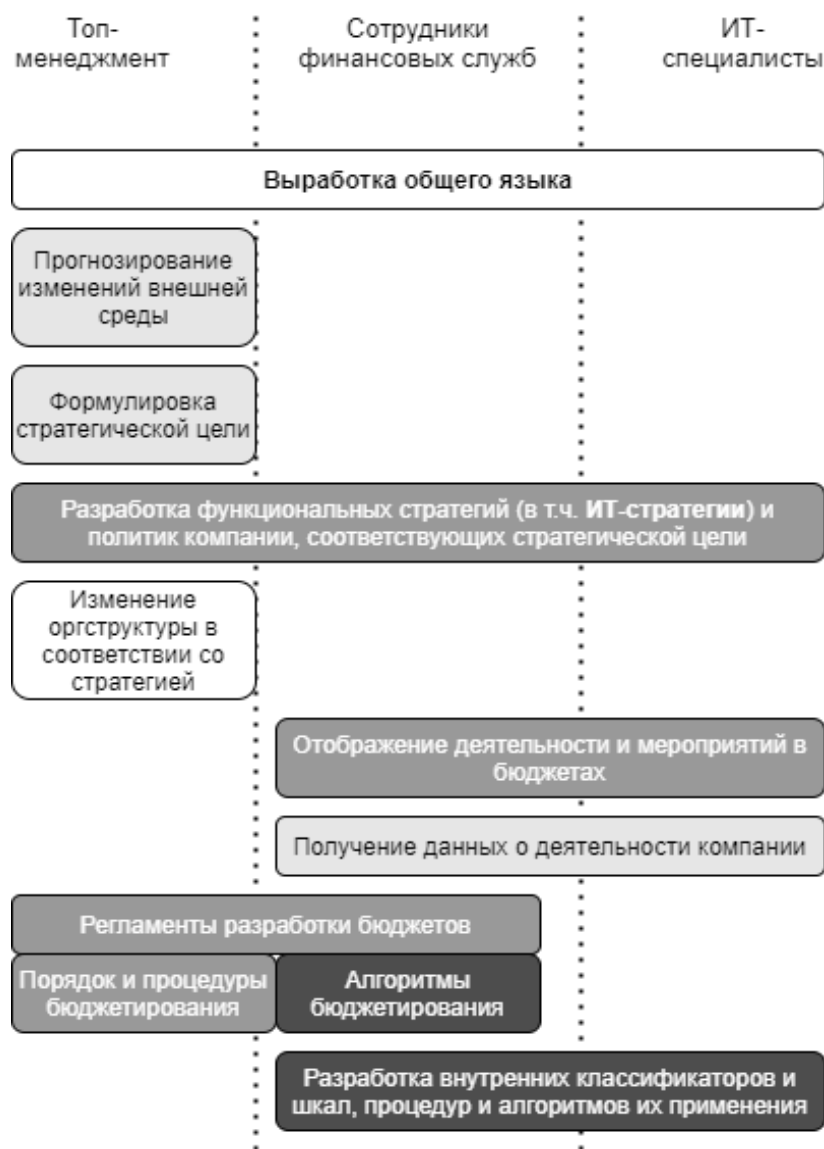 Топ-
менеджмент
Сотрудники
финансовых служб
ИТ-
специалисты
Выработка общего языка
Прогнозирование
изменений внешней
среды
Формулировка
стратегической цели
Разработка функциональных стратегий (в т.ч. ИТ-стратегии) и
политик компании, соответствующих стратегической цели
Изменение
оргструктуры в
соответствии со
стратегией
Отображение деятельности и мероприятий в
бюджетах
Получение данных о деятельности компании
Регламенты разработки бюджетов
Порядок и процедуры
бюджетирования
Алгоритмы
бюджетирования
Разработка внутренних классификаторов и
шкал, процедур и алгоритмов их применения